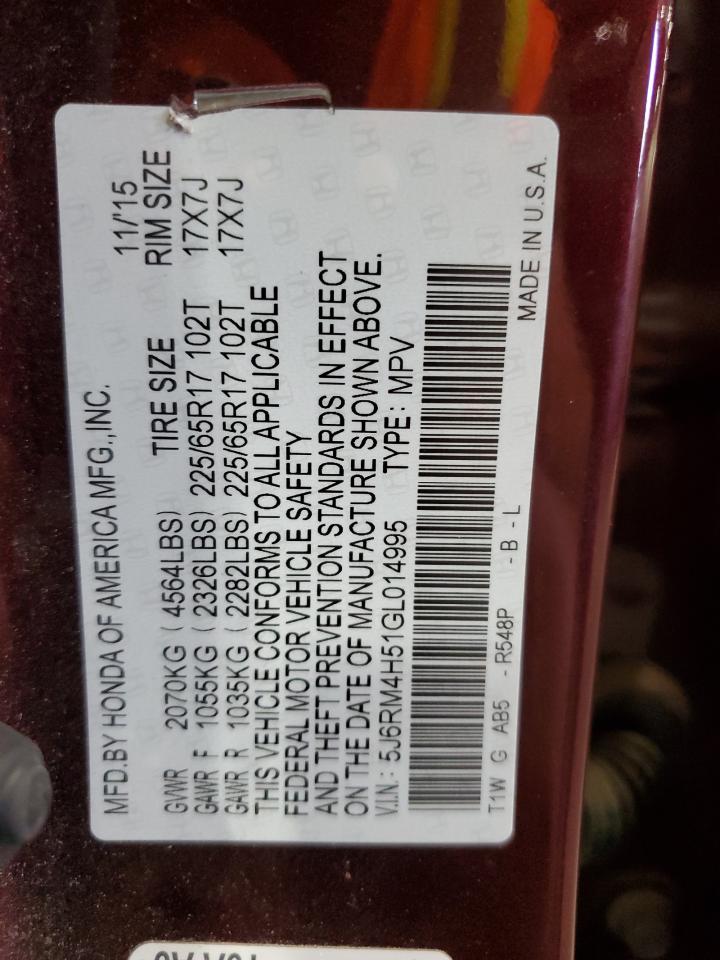 MFD.BY HONDA OF AMERICA MFG.,INC. 11/'15
TIRE SIZE RIM SIZE
GVWR 2070KG (4564LBS)
GAWR F 1055KG (2326LBS) 225/65R17 102T 17X7J
GAWR R 1035KG (2282LBS) 225/65R17 102T 17X7J
THIS VEHICLE CONFORMS TO ALL APPLICABLE
FEDERAL MOTOR VEHICLE SAFETY
AND THEFT PREVENTION STANDARDS IN EFFECT
ON THE DATE OF MANUFACTURE SHOWN ABOVE.
V.I.N.: 5J6RM4H51GL014995 TYPE: MPV
T1W G AB5 - R548P - B - L MADE IN U.S.A.